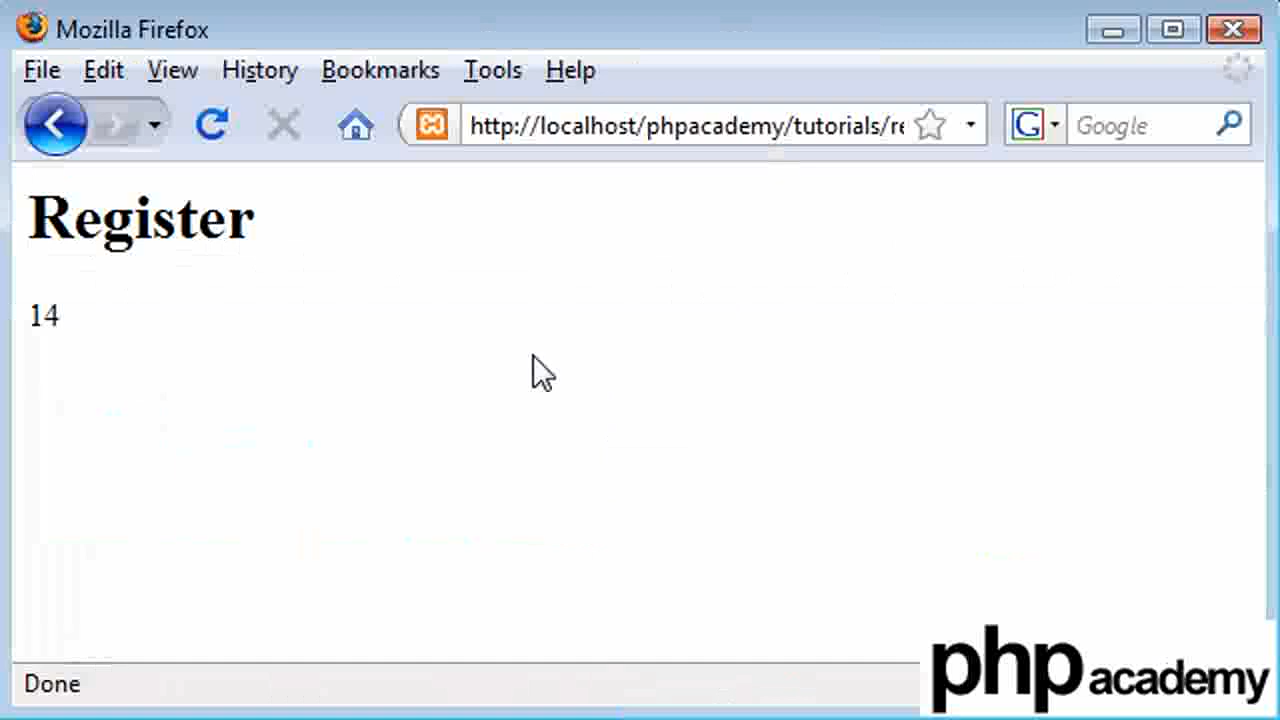 Mozilla Firefox
File Edit View History Bookmarks Tools Help
http://localhost/phpacademy/tutorials/re G Google
Register
14
Done
php academy